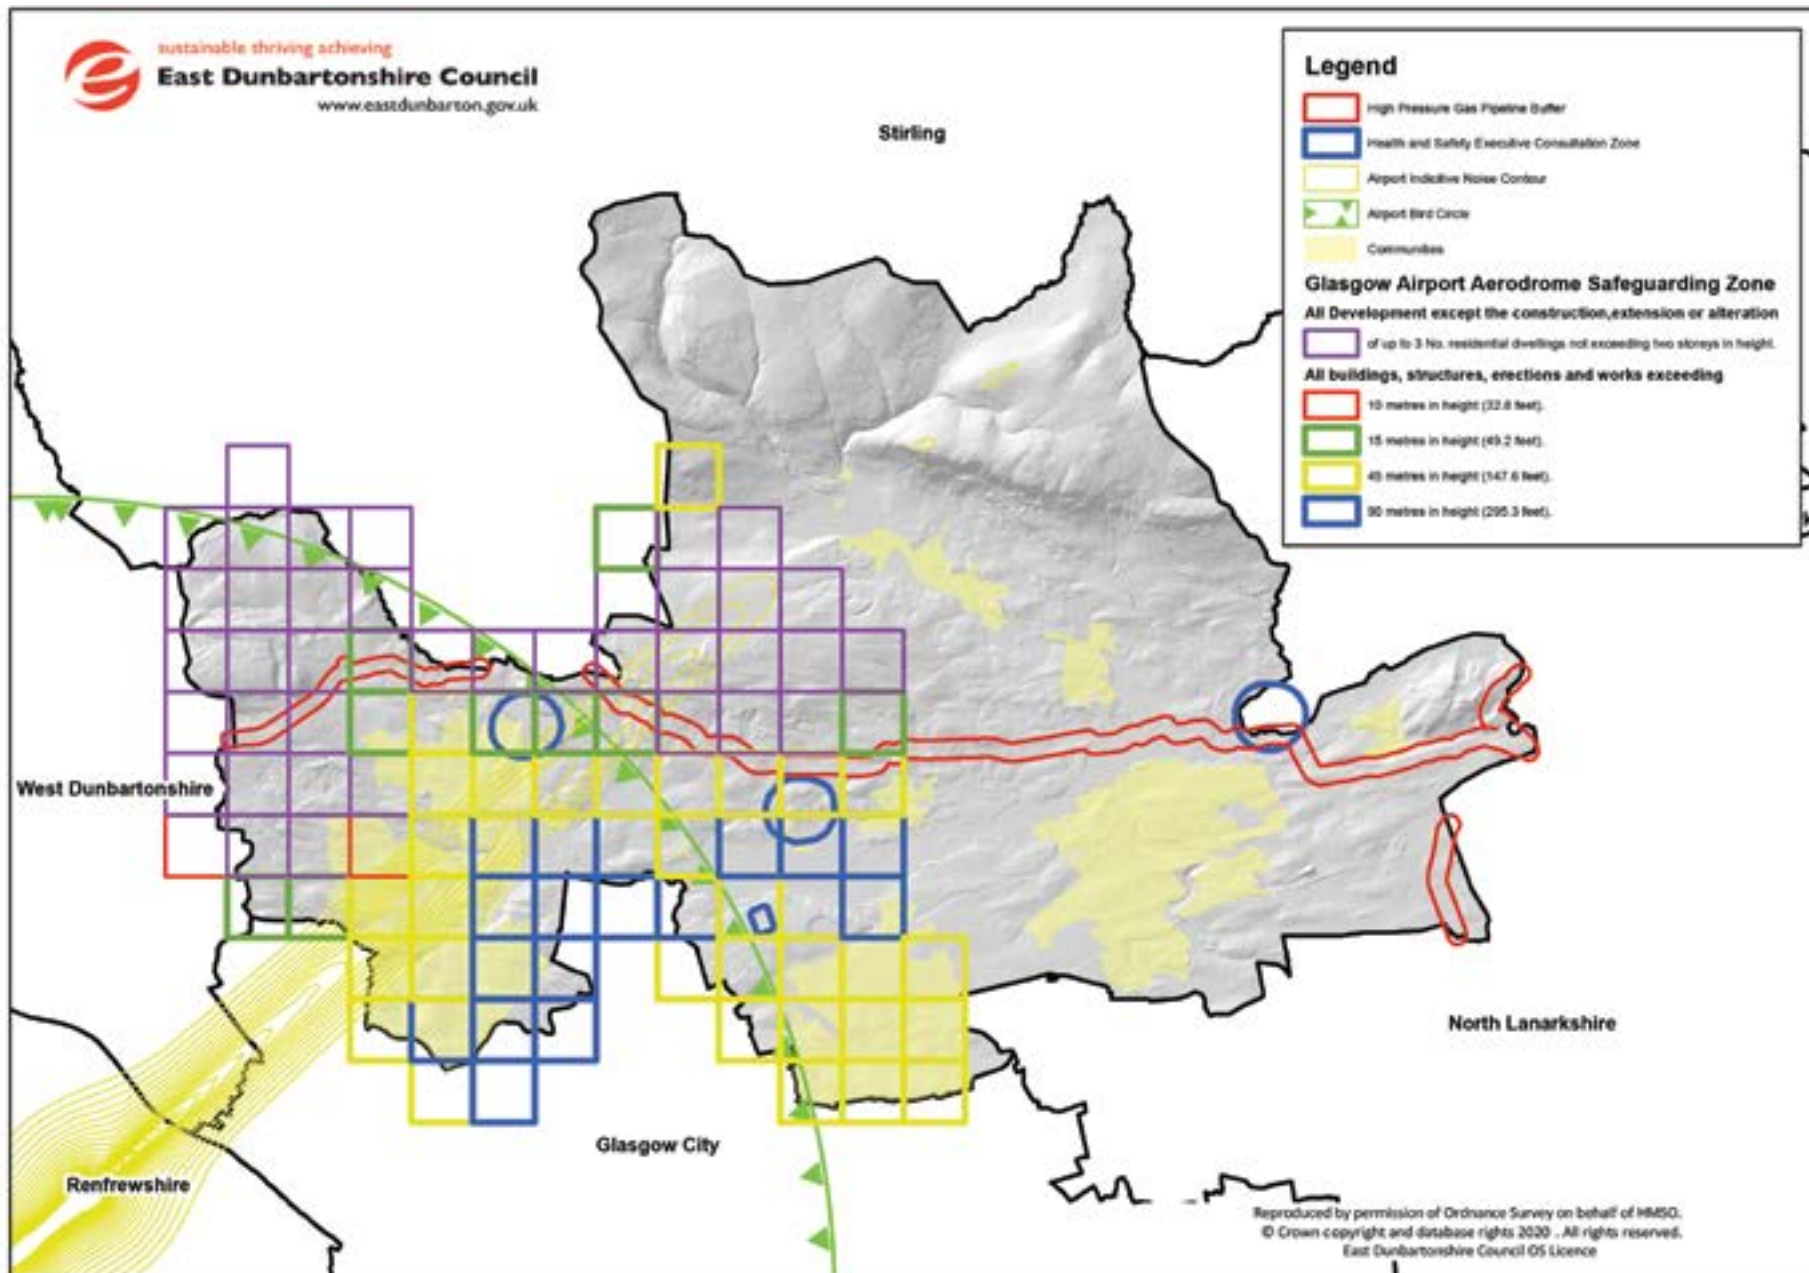 sustainable thriving achieving
East Dunbartonshire Council
www.eastdunbarton.gov.uk
Stirling
Legend
High Pressure Gas Pipeline Buffer
Health and Safety Executive Consultation Zone
Airport Indicitive Noise Contour
Airport Bird Circle
Communities
Glasgow Airport Aerodrome Safeguarding Zone
All Development except the construction,extension or alteration
of up to 3 No. residential dwellings not exceeding two storeys in height.
All buildings, structures, erections and works exceeding
10 metres in height (32.8 feet).
15 metres in height (49.2 feet).
45 metres in height (147.6 feet).
90 metres in height (295.3 feet).
West Dunbartonshire
North Lanarkshire
Glasgow City
Renfrewshire
Reproduced by permission of Ordnance Survey on behalf of HMSO.
© Crown copyright and database rights 2020 . All rights reserved.
East Dunbartonshire Council OS Licence